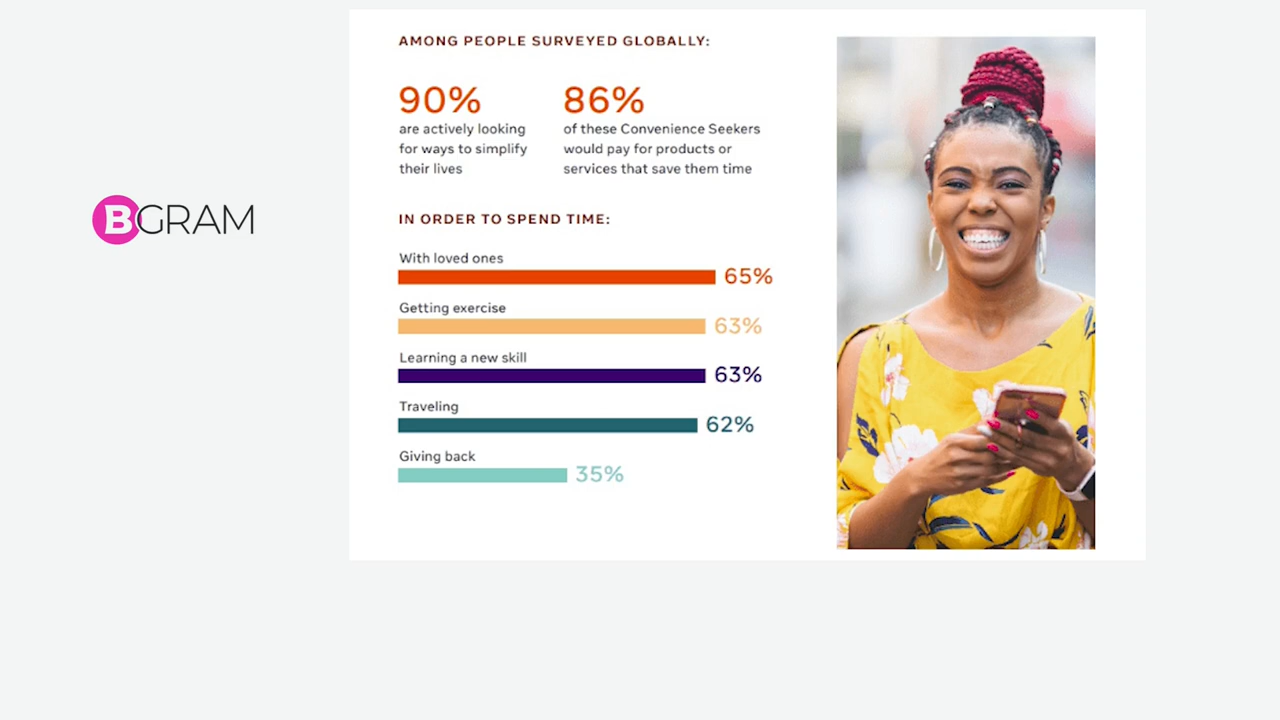 BGRAM
AMONG PEOPLE SURVEYED GLOBALLY:
90%
are actively looking
for ways to simplify
their lives
86%
of these Convenience Seekers
would pay for products or
services that save them time
IN ORDER TO SPEND TIME:
With loved ones
65%
Getting exercise
63%
Learning a new skill
63%
Traveling
62%
Giving back
35%